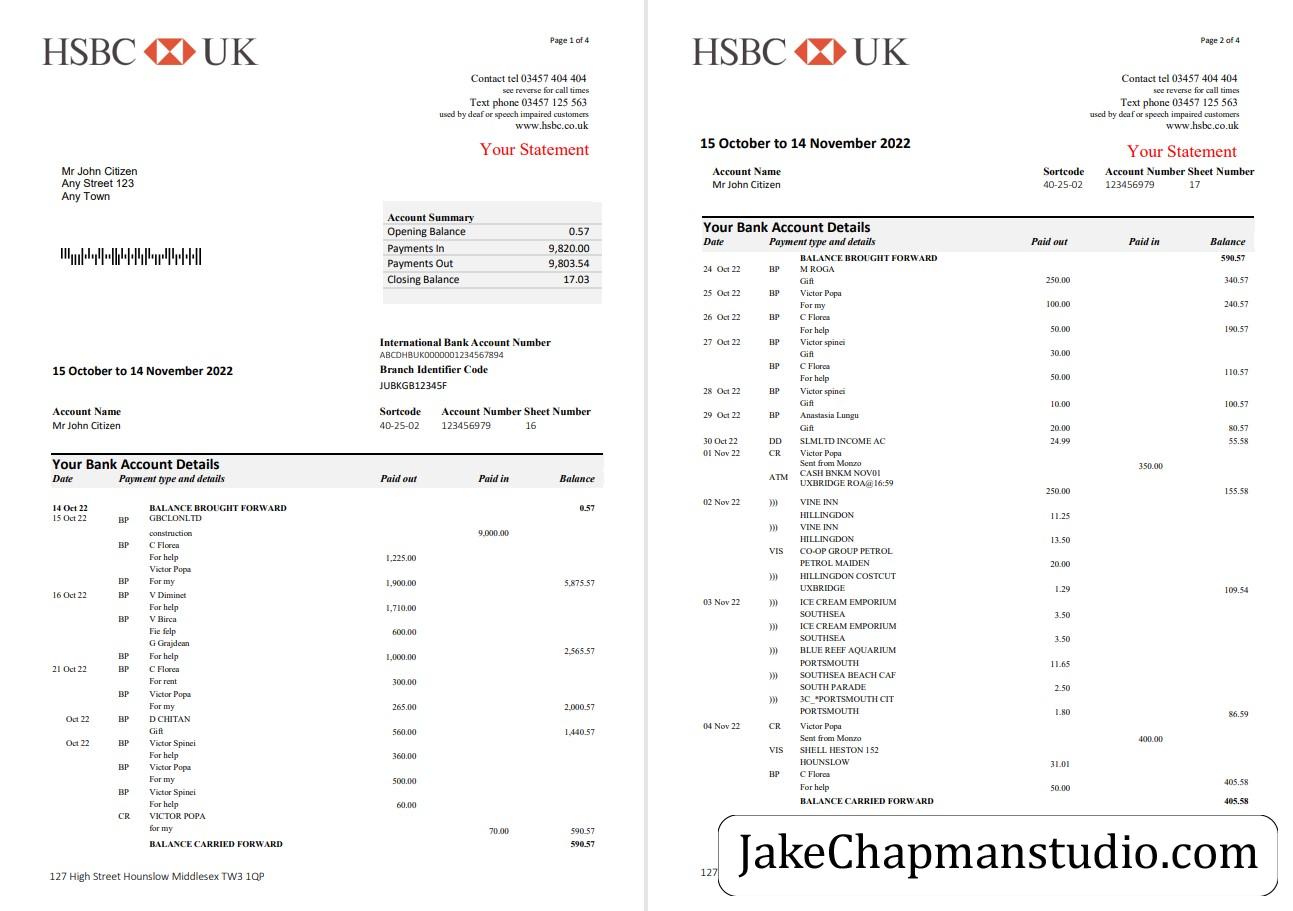 HSBC UK
Page 1 of 4
Contact tel 03457 404 404
see reverse for call times
Text phone 03457 125 563
used by deaf or speech impaired customers
www.hsbc.co.uk
Your Statement
Mr John Citizen
Any Street 123
Any Town
Account Summary
Opening Balance 0.57
Payments In 9,820.00
Payments Out 9,803.54
Closing Balance 17.03
International Bank Account Number
ABCDHBUK0000001234567894
15 October to 14 November 2022
Branch Identifier Code
JUBKGB12345F
Account Name Sortcode Account Number Sheet Number
Mr John Citizen 40-25-02 123456979 16
Your Bank Account Details
Date Payment type and details Paid out Paid in Balance
14 Oct 22 BALANCE BROUGHT FORWARD 0.57
15 Oct 22 BP GBCLONLTD
construction 9,000.00
BP C Florea
For help 1,225.00
Victor Popa
BP For my 1,900.00 5,875.57
16 Oct 22 BP V Diminet
For help 1,710.00
BP V Birca
Fie felp 600.00
G Grajdean
BP For help 1,000.00 2,565.57
21 Oct 22 BP C Florea
For rent 300.00
BP Victor Popa
For my 265.00 2,000.57
Oct 22 BP D CHITAN
Gift 560.00 1,440.57
Oct 22 BP Victor Spinei
For help 360.00
BP Victor Popa
For my 500.00
BP Victor Spinei
For help 60.00
CR VICTOR POPA
for my 70.00 590.57
BALANCE CARRIED FORWARD 590.57
127 High Street Hounslow Middlesex TW3 1QP
HSBC UK
Page 2 of 4
Contact tel 03457 404 404
see reverse for call times
Text phone 03457 125 563
used by deaf or speech impaired customers
www.hsbc.co.uk
15 October to 14 November 2022
Your Statement
Account Name Sortcode Account Number Sheet Number
Mr John Citizen 40-25-02 123456979 17
Your Bank Account Details
Date Payment type and details Paid out Paid in Balance
BALANCE BROUGHT FORWARD 590.57
24 Oct 22 BP M ROGA
Gift 250.00 340.57
25 Oct 22 BP Victor Popa
For my 100.00 240.57
26 Oct 22 BP C Florea
For help 50.00 190.57
27 Oct 22 BP Victor spinei
Gift 30.00
BP C Florea 110.57
For help 50.00
28 Oct 22 BP Victor spinei
Gift 10.00 100.57
29 Oct 22 BP Anastasia Lungu
Gift 20.00 80.57
30 Oct 22 DD SLMLTD INCOME AC 24.99 55.58
01 Nov 22 CR Victor Popa
Sent from Monzo 350.00
ATM CASH BNKM NOV01
UXBRIDGE ROA@16:59
250.00 155.58
02 Nov 22 ))) VINE INN
HILLINGDON 11.25
))) VINE INN
HILLINGDON 13.50
VIS CO-OP GROUP PETROL
PETROL MAIDEN 20.00
))) HILLINGDON COSTCUT
UXBRIDGE 1.29 109.54
03 Nov 22 ))) ICE CREAM EMPORIUM
SOUTHSEA 3.50
))) ICE CREAM EMPORIUM
SOUTHSEA 3.50
))) BLUE REEF AQUARIUM
PORTSMOUTH 11.65
))) SOUTHSEA BEACH CAF
SOUTH PARADE 2.50
))) 3C_*PORTSMOUTH CIT
PORTSMOUTH 1.80 86.59
04 Nov 22 CR Victor Popa
Sent from Monzo 400.00
VIS SHELL HESTON 152
HOUNSLOW 31.01
BP C Florea 405.58
For help 50.00
BALANCE CARRIED FORWARD 405.58
127
JakeChapmanstudio.com